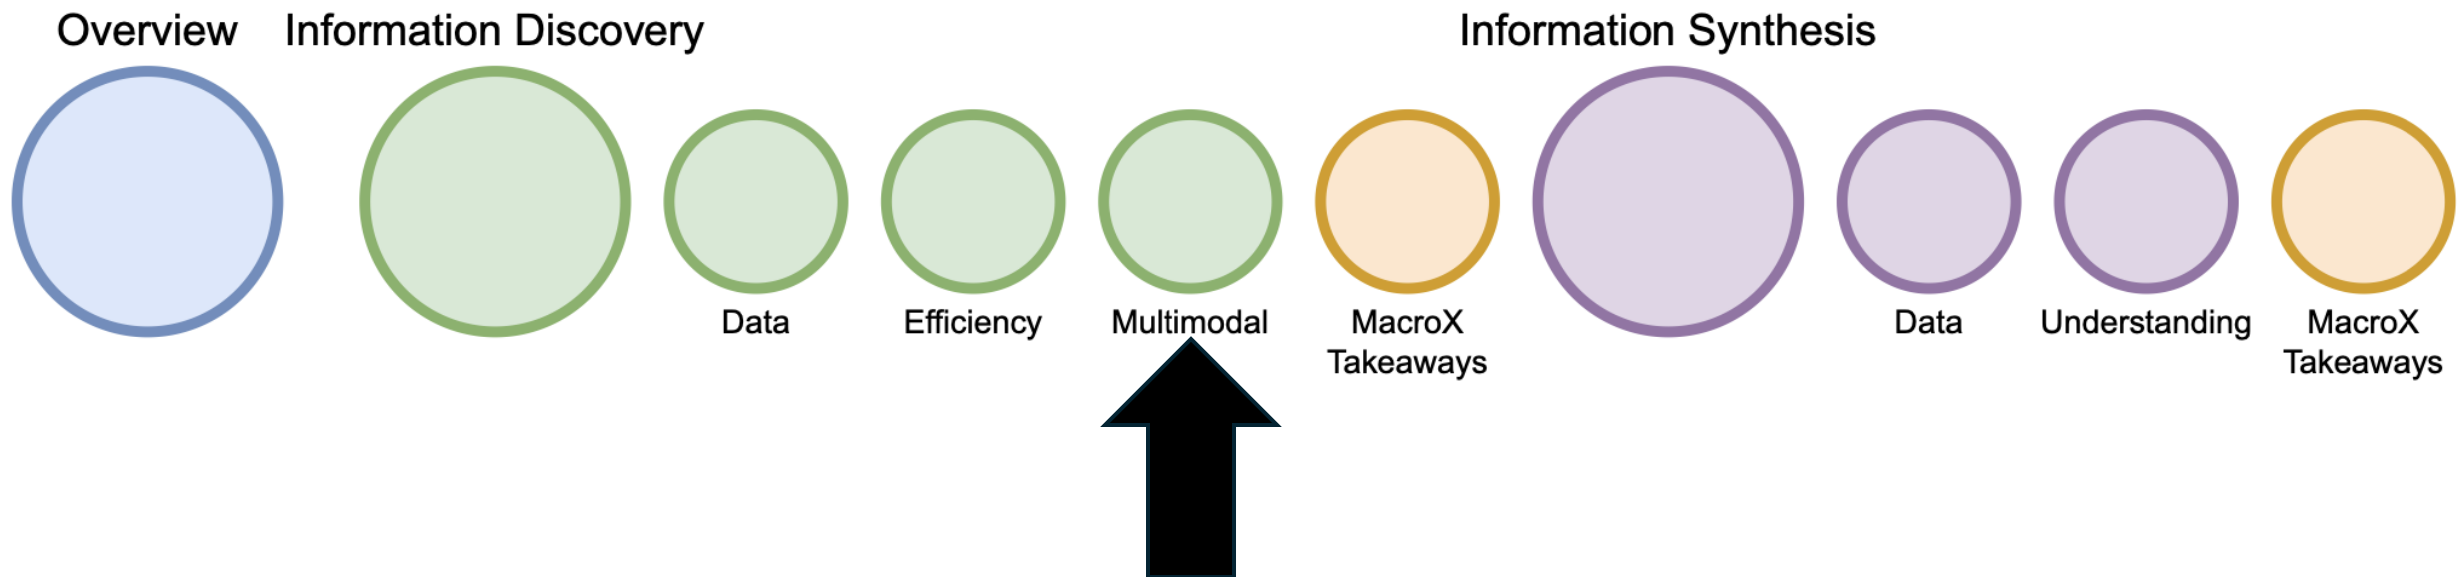 Overview
Information Discovery
Information Synthesis
Data
Efficiency
Multimodal
MacroX
Takeaways
Data
Understanding
MacroX
Takeaways